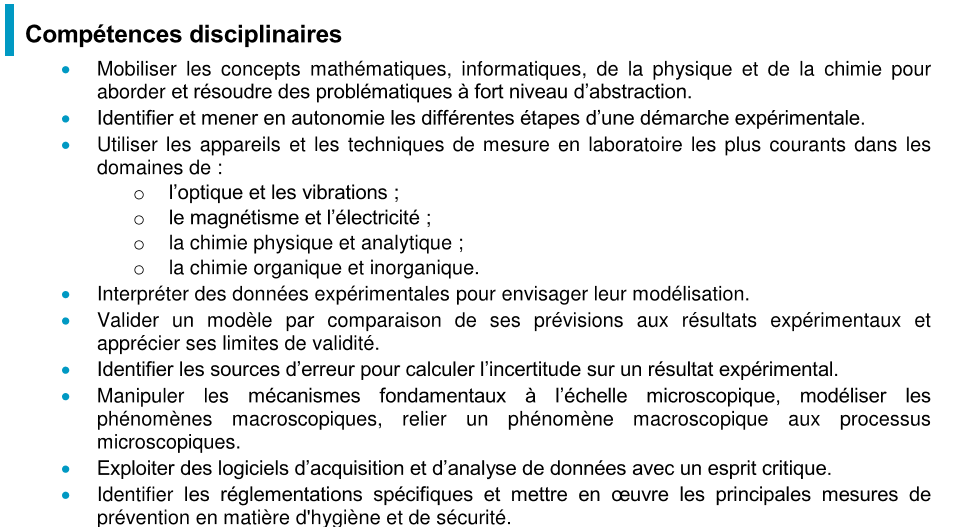 Compétences disciplinaires
• Mobiliser les concepts mathématiques, informatiques, de la physique et de la chimie pour
aborder et résoudre des problématiques à fort niveau d’abstraction.
• Identifier et mener en autonomie les différentes étapes d’une démarche expérimentale.
• Utiliser les appareils et les techniques de mesure en laboratoire les plus courants dans les
domaines de :
o l’optique et les vibrations ;
o le magnétisme et l’électricité ;
o la chimie physique et analytique ;
o la chimie organique et inorganique.
• Interpréter des données expérimentales pour envisager leur modélisation.
• Valider un modèle par comparaison de ses prévisions aux résultats expérimentaux et
apprécier ses limites de validité.
• Identifier les sources d’erreur pour calculer l’incertitude sur un résultat expérimental.
• Manipuler les mécanismes fondamentaux à l’échelle microscopique, modéliser les
phénomènes macroscopiques, relier un phénomène macroscopique aux processus
microscopiques.
• Exploiter des logiciels d’acquisition et d’analyse de données avec un esprit critique.
• Identifier les réglementations spécifiques et mettre en œuvre les principales mesures de
prévention en matière d'hygiène et de sécurité.